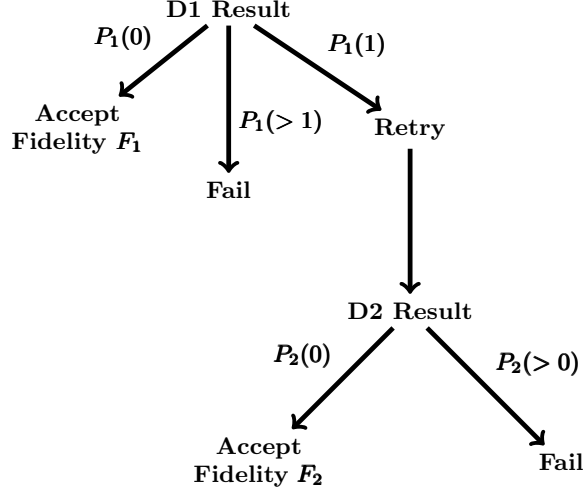 D1 Result
P₁(0)
P₁(1)
Accept
Fidelity F₁
P₁(> 1)
Retry
Fail
D2 Result
P₂(0)
P₂(> 0)
Accept
Fidelity F₂
Fail